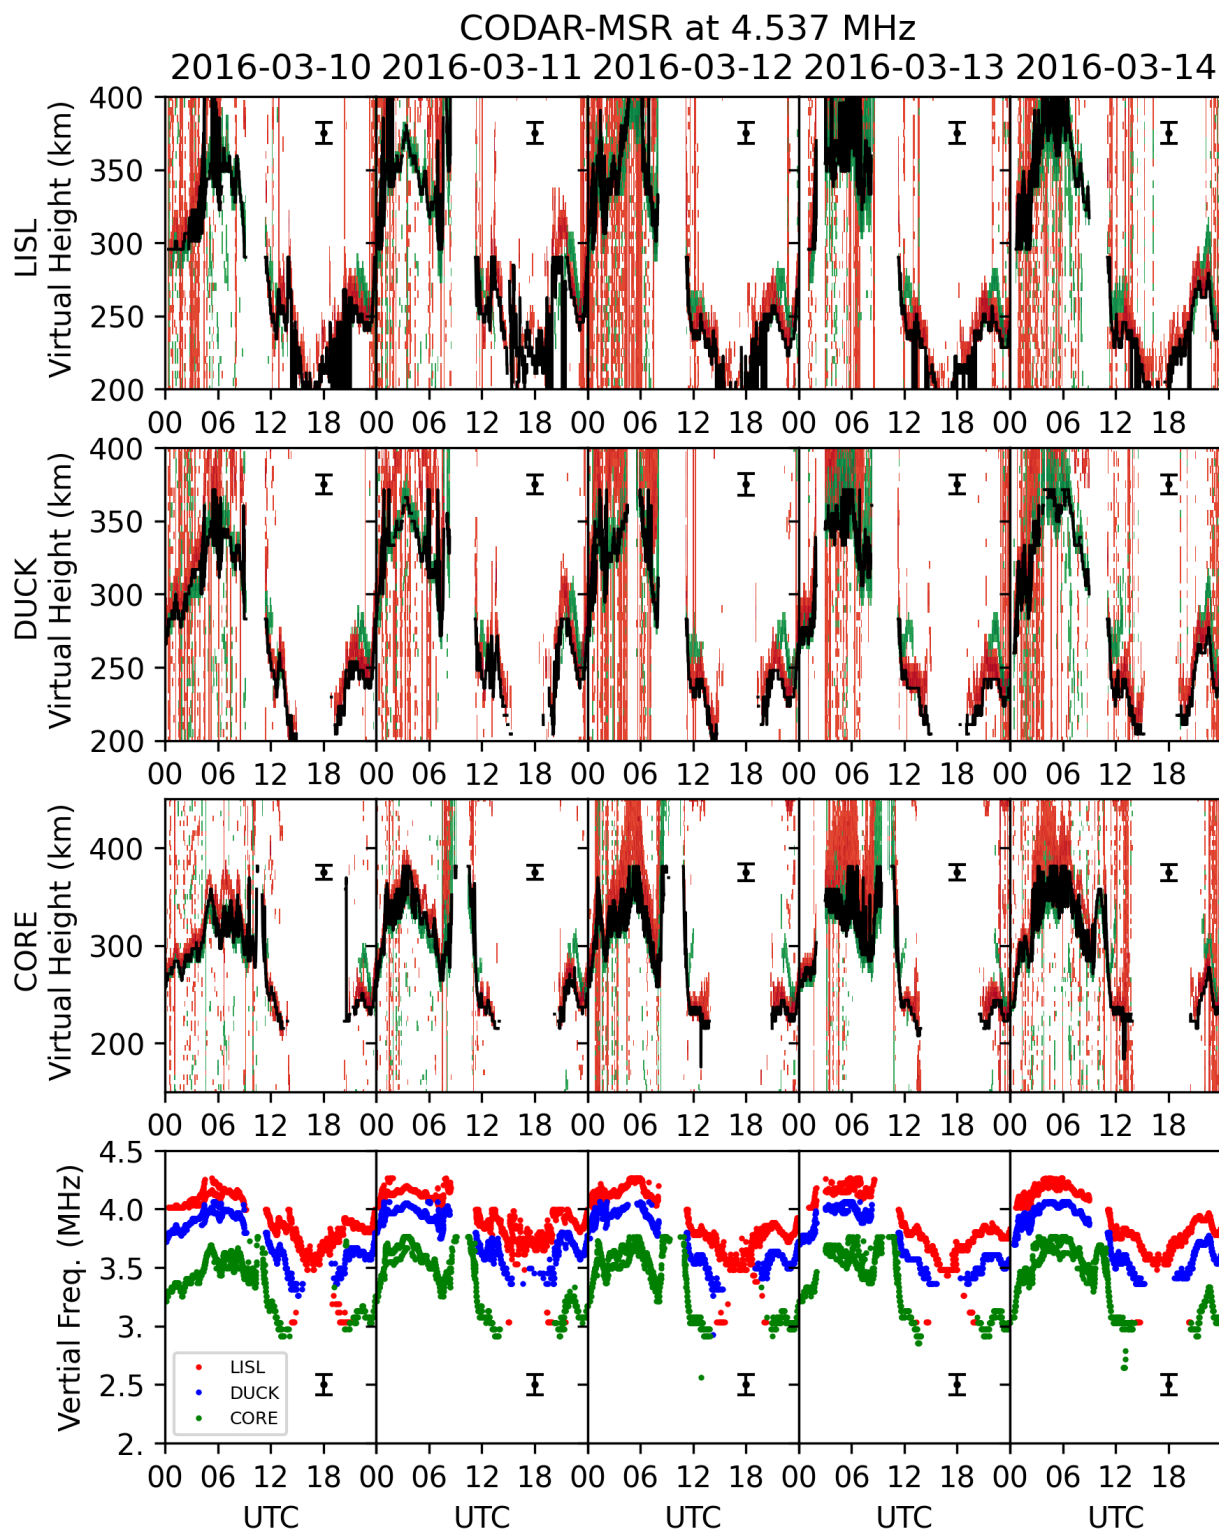 CODAR-MSR at 4.537 MHz
2016-03-10 2016-03-11 2016-03-12 2016-03-13 2016-03-14
LISL
Virtual Height (km)
400
350
300
250
200
00 06 12 18 00 06 12 18 00 06 12 18 00 06 12 18 00 06 12 18
DUCK
Virtual Height (km)
400
350
300
250
200
00 06 12 18 00 06 12 18 00 06 12 18 00 06 12 18 00 06 12 18
CORE
Virtual Height (km)
400
300
200
00 06 12 18 00 06 12 18 00 06 12 18 00 06 12 18 00 06 12 18
Vertial Freq. (MHz)
4.5
4.0
3.5
3.
2.5
2.
LISL
DUCK
CORE
00 06 12 18 00 06 12 18 00 06 12 18 00 06 12 18 00 06 12 18
UTC UTC UTC UTC UTC